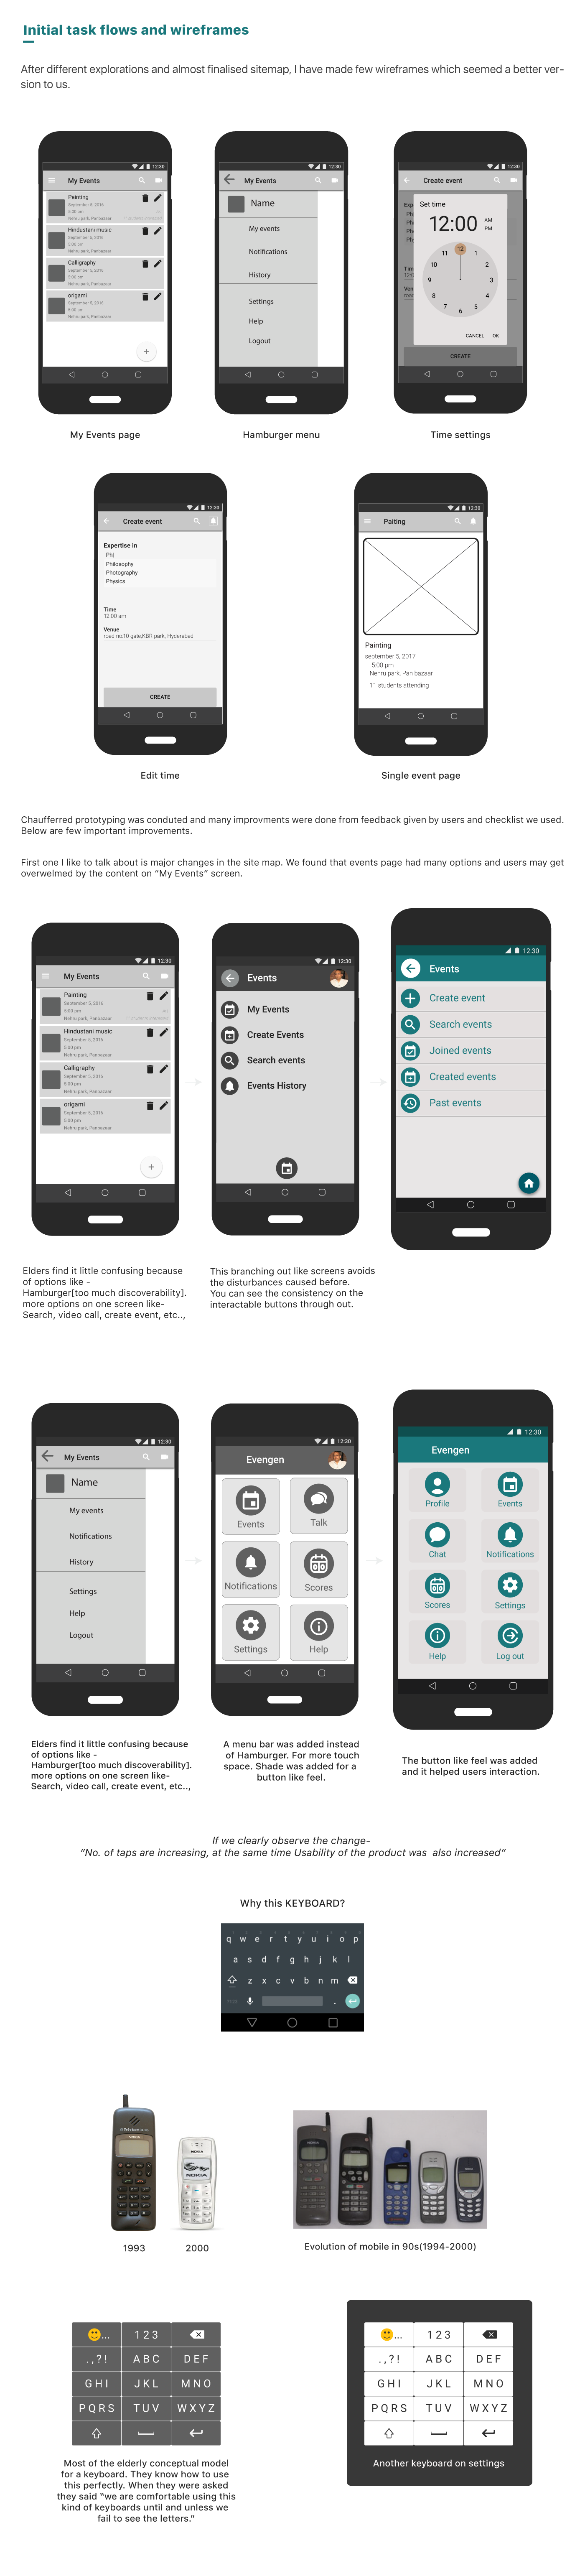 Initial task flows and wireframes
After different explorations and almost finalised sitemap, I have made few wireframes which seemed a better ver-
sion to us.
12:30
My Events
Painting
September 5, 2016
5:00 pm
Nehru park, Panbazaar
Hindustani music
September 5, 2016
5:00 pm
Nehru park, Panbazaar
Calligraphy
September 5, 2016
5:00 pm
Nehru park, Panbazaar
origami
September 5, 2016
5:00 pm
Nehru park, Panbazaar
+
My Events page
12:30
My Events
Name
My events
Notifications
History
Settings
Help
Logout
Hamburger menu
12:30
Create event
Set time
12:00
AM
PM
12
1
2
3
4
5
6
7
8
9
10
11
CANCEL OK
CREATE
Time settings
12:30
Create event
Expertise in
Phi
Philosophy
Photography
Physics
Time
12:00 am
Venue
road no:10 gate,KBR park, Hyderabad
CREATE
Edit time
12:30
Paiting
Painting
september 5, 2017
5:00 pm
Nehru park, Pan bazaar
11 students attending
Single event page
Chaufferred prototyping was conduted and many improvments were done from feedback given by users and checklist we used.
Below are few important improvements.
First one I like to talk about is major changes in the site map. We found that events page had many options and users may get
overwelmed by the content on “My Events” screen.
12:30
My Events
Painting
September 5, 2016
5:00 pm
Nehru park, Panbazaar
Hindustani music
September 5, 2016
5:00 pm
Nehru park, Panbazaar
Calligraphy
September 5, 2016
5:00 pm
Nehru park, Panbazaar
origami
September 5, 2016
5:00 pm
Nehru park, Panbazaar
+
12:30
Events
My Events
Create Events
Search events
Events History
12:30
Events
Create event
Search events
Joined events
Created events
Past events
Elders find it little confusing because
of options like -
Hamburger[too much discoverability].
more options on one screen like-
Search, video call, create event, etc..,
This branching out like screens avoids
the disturbances caused before.
You can see the consistency on the
interactable buttons through out.
12:30
My Events
Name
My events
Notifications
History
Settings
Help
Logout
12:30
Evengen
Events
Talk
Notifications
Scores
Settings
Help
12:30
Evengen
Profile
Events
Chat
Notifications
Scores
Settings
Help
Log out
Elders find it little confusing because
of options like -
Hamburger[too much discoverability].
more options on one screen like-
Search, video call, create event, etc..,
A menu bar was added instead
of Hamburger. For more touch
space. Shade was added for a
button like feel.
The button like feel was added
and it helped users interaction.
If we clearly observe the change-
“No. of taps are increasing, at the same time Usability of the product was also increased”
Why this KEYBOARD?
q w e r t y u i o p
a s d f g h j k l
z x c v b n m
.
NOKIA
1993
2000
Evolution of mobile in 90s(1994-2000)
... 123
.,?! ABC DEF
GHI JKL MNO
PQRS TUV WXYZ
Most of the elderly conceptual model
for a keyboard. They know how to use
this perfectly. When they were asked
they said “we are comfortable using this
kind of keyboards until and unless we
fail to see the letters.”
... 123
.,?! ABC DEF
GHI JKL MNO
PQRS TUV WXYZ
Another keyboard on settings